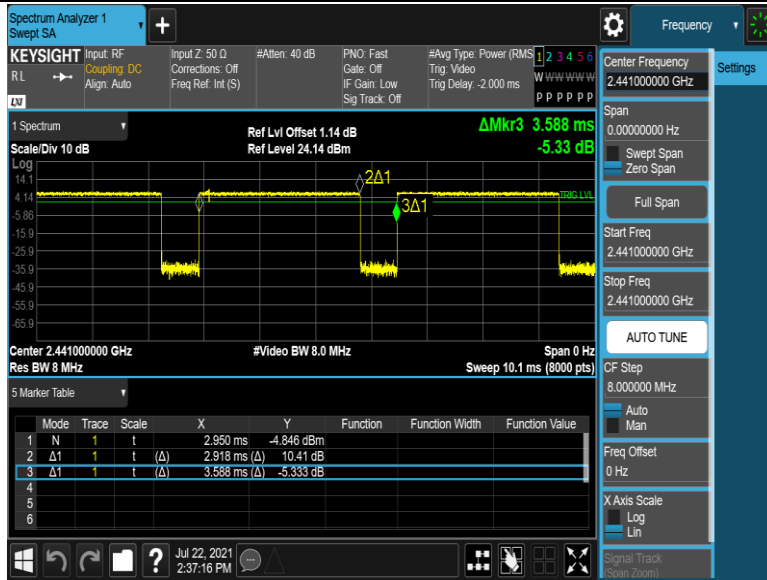 Spectrum Analyzer 1
Swept SA
+
Frequency
KEYSIGHT
RL
LXI
Input: RF
Coupling: DC
Align: Auto
Input Z: 50 Ω
Corrections: Off
Freq Ref: Int (S)
#Atten: 40 dB
PNO: Fast
Gate: Off
IF Gain: Low
Sig Track: Off
#Avg Type: Power (RMS
Trig: Video
Trig Delay: -2.000 ms
1 2 3 4 5 6
W W W W W W
P P P P P P
1 Spectrum
Scale/Div 10 dB
Ref Lvl Offset 1.14 dB
Ref Level 24.14 dBm
ΔMkr3 3.588 ms
-5.33 dB
Log
14.1
4.14
-5.86
-15.9
-25.9
-35.9
-45.9
-55.9
-65.9
1
2Δ1
3Δ1
TRIG LVL
Center 2.441000000 GHz
Res BW 8 MHz
#Video BW 8.0 MHz
Span 0 Hz
Sweep 10.1 ms (8000 pts)
5 Marker Table
Mode Trace Scale X Y Function Function Width Function Value
1 N 1 t 2.950 ms -4.846 dBm
2 Δ1 1 t (Δ) 2.918 ms (Δ) 10.41 dB
3 Δ1 1 t (Δ) 3.588 ms (Δ) -5.333 dB
4
5
6
?
Jul 22, 2021
2:37:16 PM
Center Frequency
2.441000000 GHz
Span
0.00000000 Hz
Swept Span
Zero Span
Full Span
Start Freq
2.441000000 GHz
Stop Freq
2.441000000 GHz
AUTO TUNE
CF Step
8.000000 MHz
Auto
Man
Freq Offset
0 Hz
X Axis Scale
Log
Lin
Signal Track
(Span Zoom)
Settings